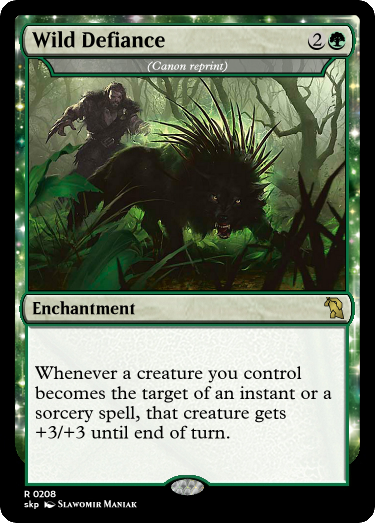 Wild Defiance 2
(Canon reprint)
Enchantment
Whenever a creature you control
becomes the target of an instant or a
sorcery spell, that creature gets
+3/+3 until end of turn.
R 0208
skp Slawomir Maniak